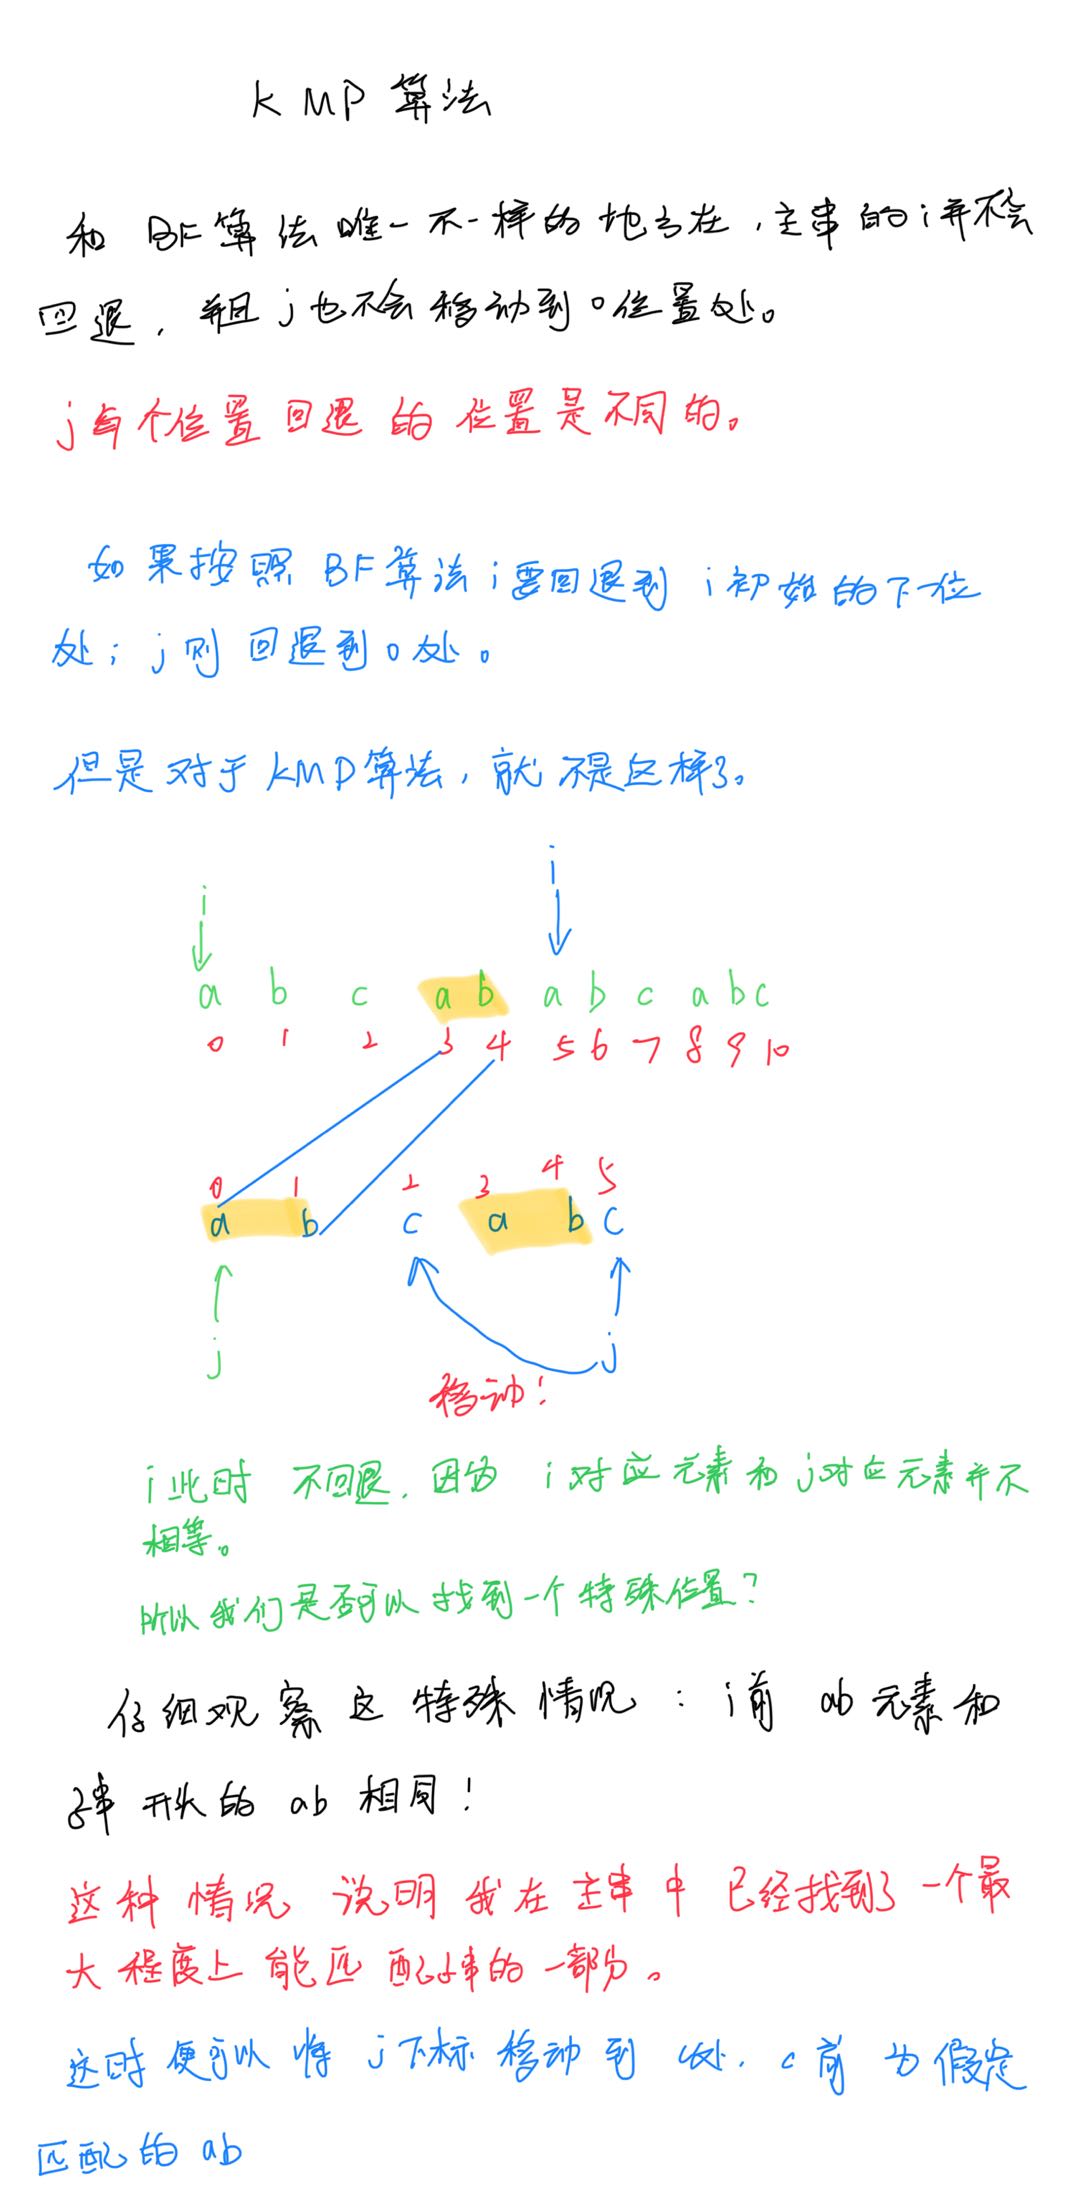 KMP算法
和BF算法唯一不一样的地方在,主串的i并不会
回退,并且j也不会移动到0位置处。
j每个位置回退的位置是不同的。
如果按照BF算法i要回退到i初始的下一位
处;j则回退到0处。
但是对于KMP算法,就不是这样了。
i
i
a b c a b a b c a b c
0 1 2 3 4 5 6 7 8 9 10
0 1 2 3 4 5
a b c a b c
j
j
移动!
i此时不回退,因为i对应元素和j对应元素并不
相等。
所以我们是否可以找到一个特殊位置?
仔细观察这特殊情况:i前ab元素和
子串开头的ab相同!
这种情况说明我在主串中已经找到了一个最
大程度上能匹配子串的一部分。
这时便可以将j下标移动到c处.c前为假定
匹配的ab